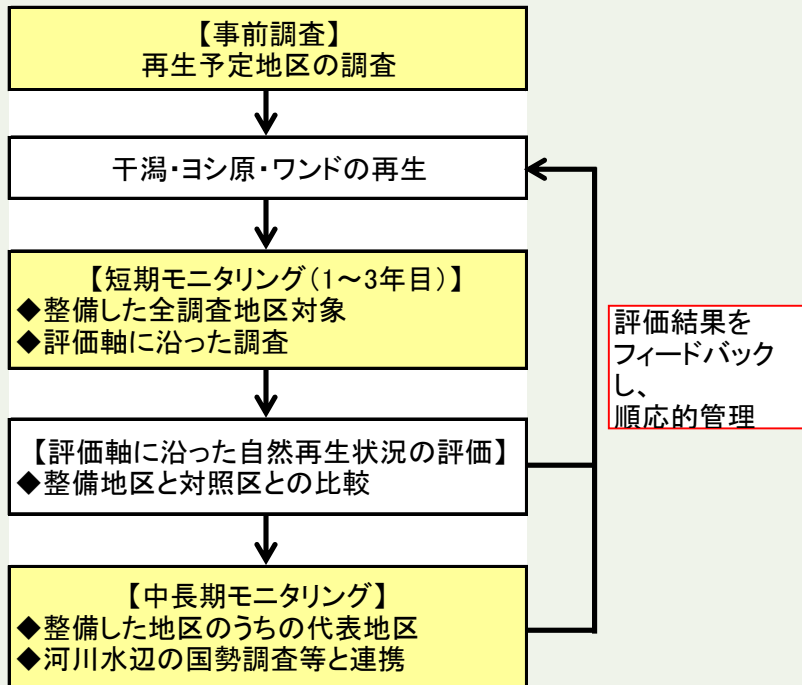 【事前調査】
再生予定地区の調査
干潟・ヨシ原・ワンドの再生
【短期モニタリング（1～3年目）】
◆整備した全調査地区対象
◆評価軸に沿った調査
評価結果を
フィードバック
し、
順応的管理
【評価軸に沿った自然再生状況の評価】
◆整備地区と対照区との比較
【中長期モニタリング】
◆整備した地区のうちの代表地区
◆河川水辺の国勢調査等と連携